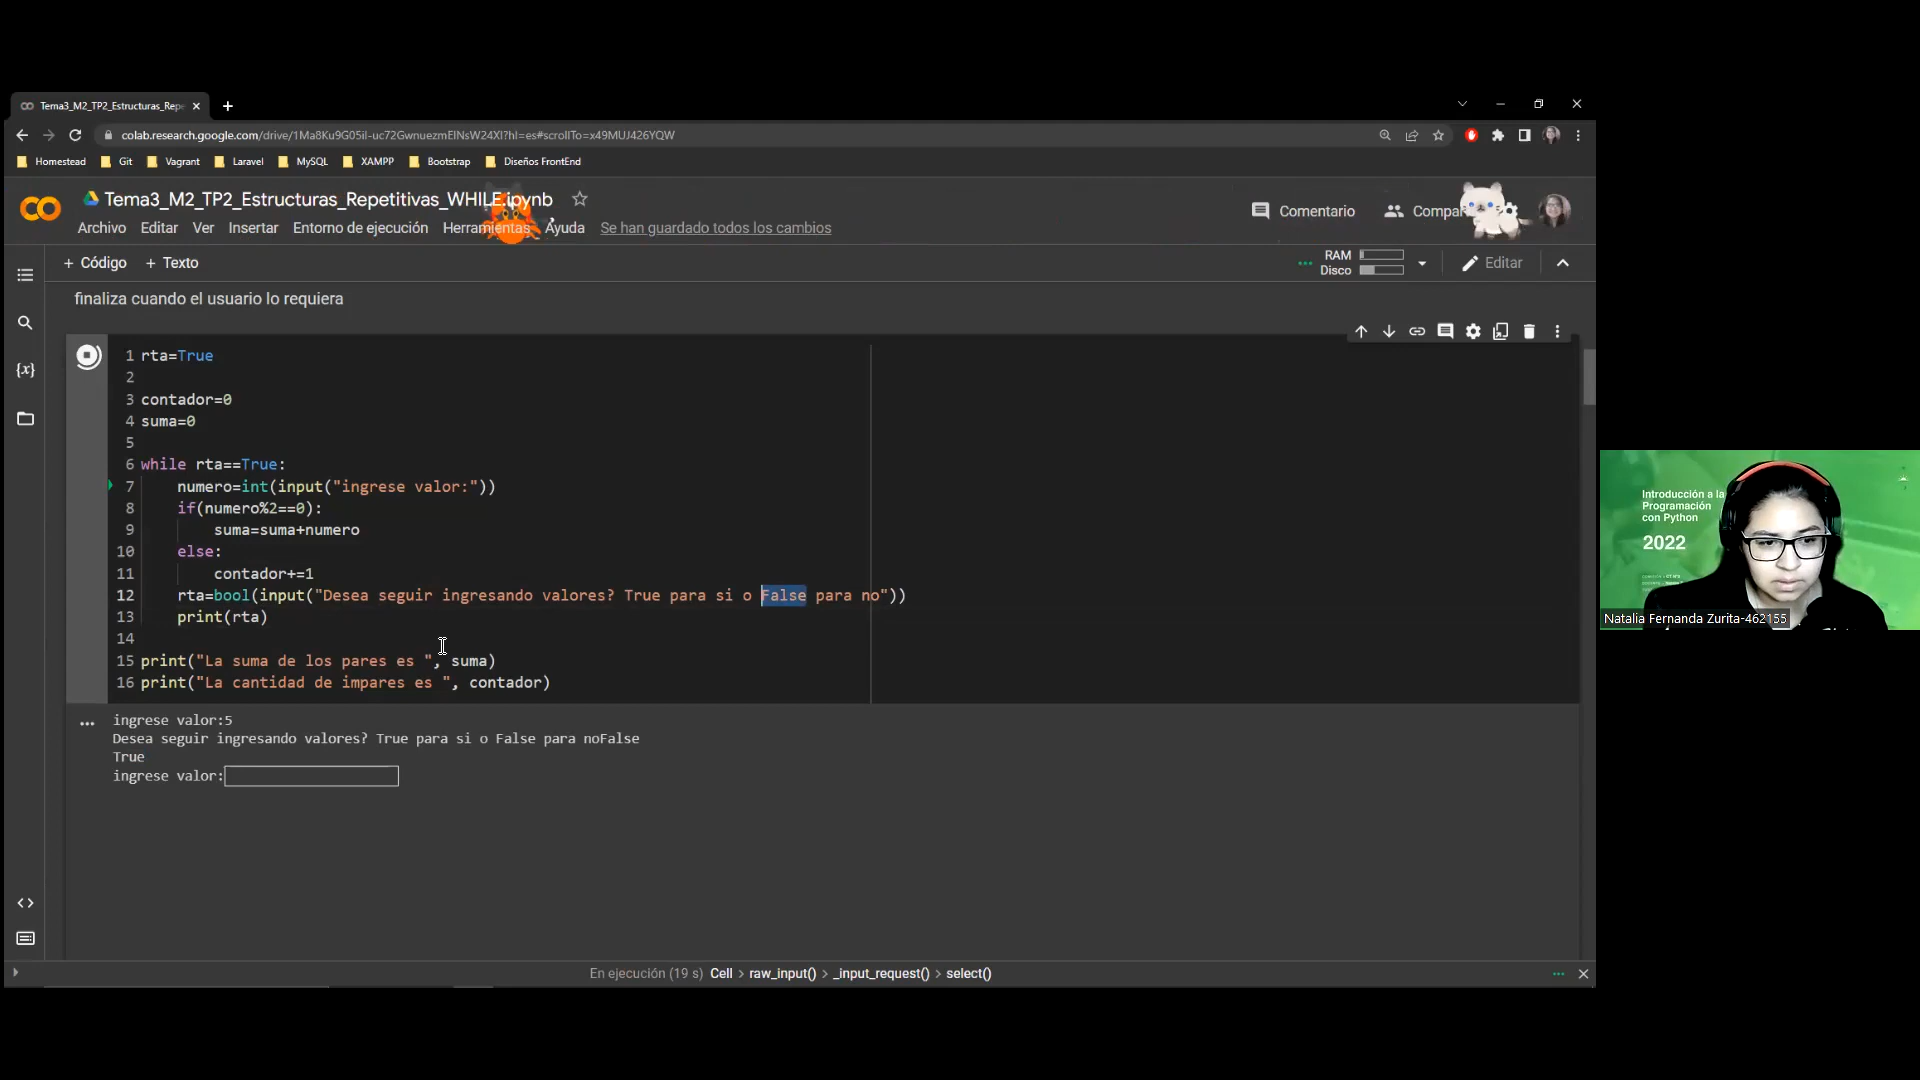 Tema3_M2_TP2_Estructuras_Repe
colab.research.google.com/drive/1Ma8Ku9G05iI-uc72GwnuezmEINsW24XI?hl=es#scrollTo=x49MUJ426YQW
Homestead Git Vagrant Laravel MySQL XAMPP Bootstrap Diseños FrontEnd
Tema3_M2_TP2_Estructuras_Repetitivas_WHILE.ipynb
Comentario Compar
Archivo Editar Ver Insertar Entorno de ejecución Herramientas Ayuda Se han guardado todos los cambios
+ Código + Texto
RAM
Disco
Editar
finaliza cuando el usuario lo requiera
1 rta=True
2
3 contador=0
4 suma=0
5
6 while rta==True:
7 numero=int(input("ingrese valor:"))
8 if(numero%2==0):
9 suma=suma+numero
10 else:
11 contador+=1
12 rta=bool(input("Desea seguir ingresando valores? True para si o False para no"))
13 print(rta)
14
15 print("La suma de los pares es ", suma)
16 print("La cantidad de impares es ", contador)
ingrese valor:5
Desea seguir ingresando valores? True para si o False para noFalse
True
ingrese valor:
En ejecución (19 s) Cell > raw_input() > _input_request() > select()
Introducción a la
Programación
con Python
2022
Natalia Fernanda Zurita-462155